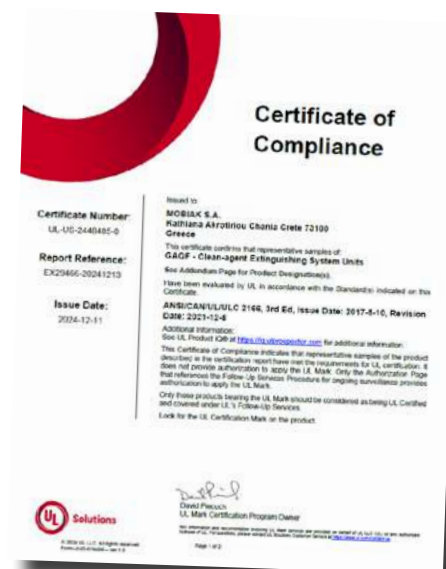 Certificate of
Compliance
Certificate Number:
UL-US-2448485-0
Report Reference:
EX29466-20241213
Issue Date:
2024-12-11
Issued to:
MOBIAK S.A.
Kathiana Akrotiriou Chania Crete 73100
Greece
This certificate confirms that representative samples of:
GAQF - Clean-agent Extinguishing System Units
See Addendum Page for Product Designation(s).
Have been evaluated by UL in accordance with the Standard(s) indicated on this
Certificate.
ANSI/CAN/UL/ULC 2166, 3rd Ed, Issue Date: 2017-5-10, Revision
Date: 2021-12-8
Additional Information:
See UL Product iQ® at https://iq.ulprospector.com for additional information.
This Certificate of Compliance indicates that representative samples of the product
described in the certification report have met the requirements for UL certification. It
does not provide authorization to apply the UL Mark. Only the Authorization Page
that references the Follow-Up Services Procedure for ongoing surveillance provides
authorization to apply the UL Mark.
Only those products bearing the UL Mark should be considered as being UL Certified
and covered under UL's Follow-Up Services.
Look for the UL Certification Mark on the product.
David Piecuch
UL Mark Certification Program Owner
UL Solutions
Page 1 of 2